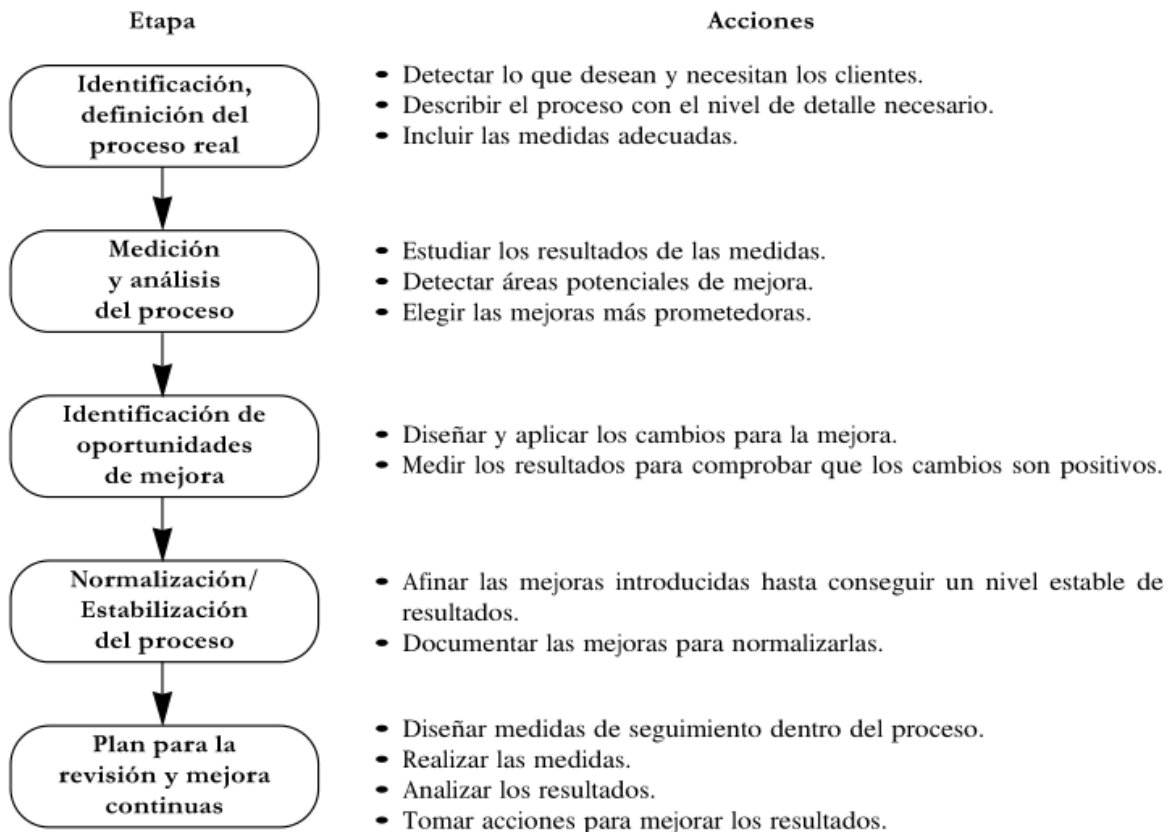 Etapa
Acciones
Identificación,
definición del
proceso real
• Detectar lo que desean y necesitan los clientes.
• Describir el proceso con el nivel de detalle necesario.
• Incluir las medidas adecuadas.
Medición
y análisis
del proceso
• Estudiar los resultados de las medidas.
• Detectar áreas potenciales de mejora.
• Elegir las mejoras más prometedoras.
Identificación de
oportunidades
de mejora
• Diseñar y aplicar los cambios para la mejora.
• Medir los resultados para comprobar que los cambios son positivos.
Normalización/
Estabilización
del proceso
• Afinar las mejoras introducidas hasta conseguir un nivel estable de
resultados.
• Documentar las mejoras para normalizarlas.
Plan para la
revisión y mejora
continuas
• Diseñar medidas de seguimiento dentro del proceso.
• Realizar las medidas.
• Analizar los resultados.
• Tomar acciones para mejorar los resultados.